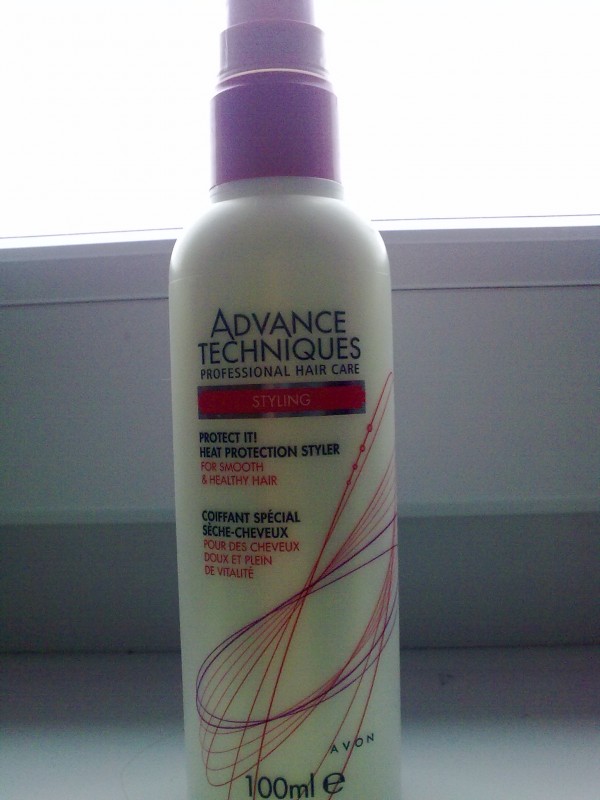 ADVANCE
TECHNIQUES
PROFESSIONAL HAIR CARE
STYLING
PROTECT IT!
HEAT PROTECTION STYLER
FOR SMOOTH
& HEALTHY HAIR
COIFFANT SPÉCIAL
SÈCHE-CHEVEUX
POUR DES CHEVEUX
DOUX ET PLEIN
DE VITALITÉ
AVON
100ml e